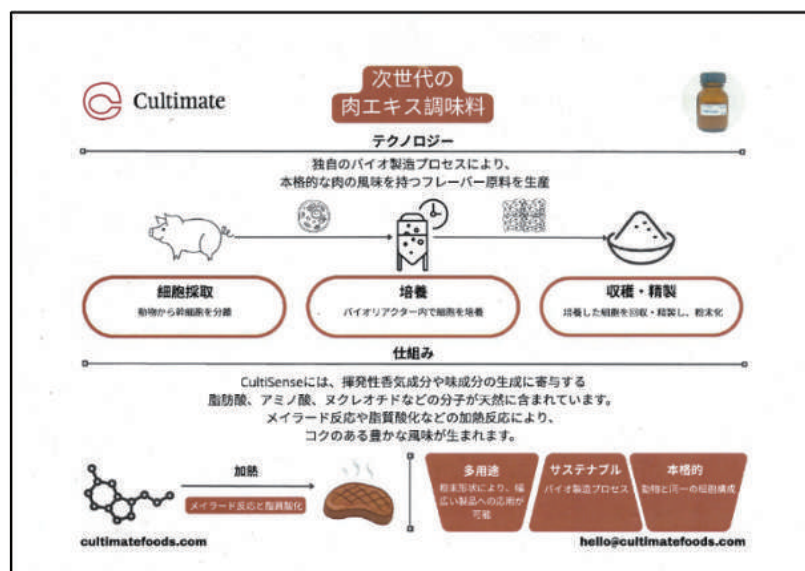 Cultimate
次世代の
肉エキス調味料
テクノロジー
独自のバイオ製造プロセスにより、
本格的な肉の風味を持つフレーバー原料を生産
細胞採取
動物から幹細胞を分離
培養
バイオリアクター内で細胞を培養
収穫・精製
培養した細胞を回収・精製し、粉末化
仕組み
CultiSenseには、揮発性香気成分や味成分の生成に寄与する
脂肪酸、アミノ酸、ヌクレオチドなどの分子が天然に含まれています。
メイラード反応や脂質酸化などの加熱反応により、
コクのある豊かな風味が生まれます。
加熱
メイラード反応と脂質酸化
多用途
粉末形状により、幅
広い製品への応用が
可能
サステナブル
バイオ製造プロセス
本格的
動物と同一の細胞構成
cultimatefoods.com
hello@cultimatefoods.com